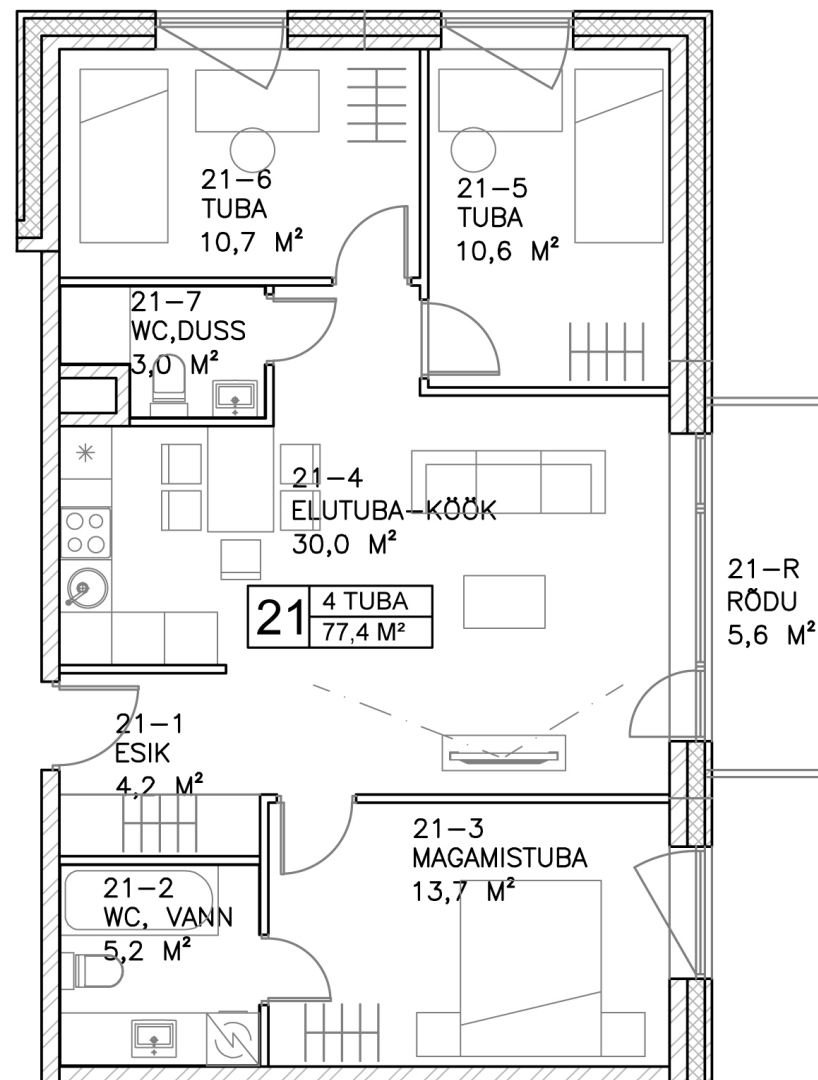 21-6
TUBA
10,7 M²
21-5
TUBA
10,6 M²
21-7
WC,DUSS
3,0 M²
21-4
ELUTUBA-KÖÖK
30,0 M²
21
4 TUBA
77,4 M²
21-R
RÕDU
5,6 M²
21-1
ESIK
4,2 M²
21-3
MAGAMISTUBA
13,7 M²
21-2
WC, VANN
5,2 M²